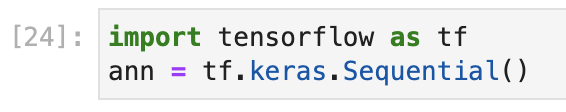 [24]: import tensorflow as tf
ann = tf.keras.Sequential()